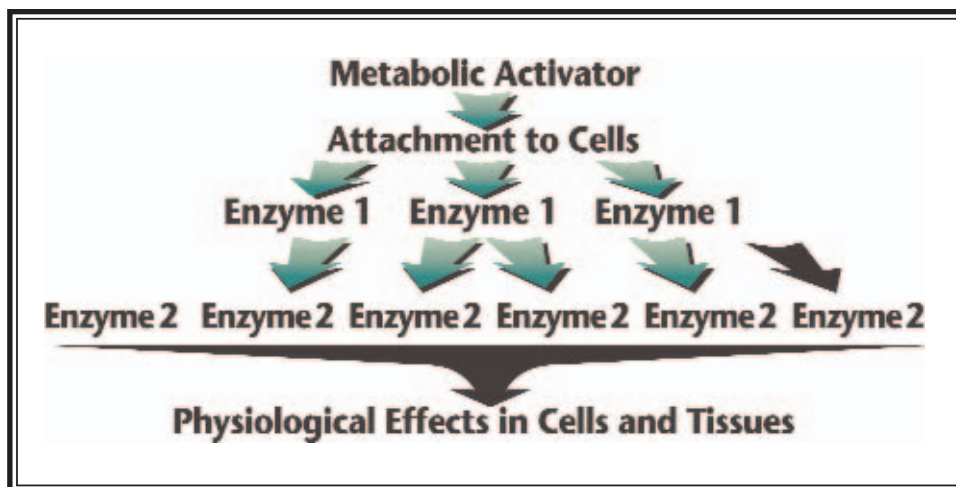 Metabolic Activator
Attachment to Cells
Enzyme 1 Enzyme 1 Enzyme 1
Enzyme 2 Enzyme 2 Enzyme 2 Enzyme 2 Enzyme 2 Enzyme 2
Physiological Effects in Cells and Tissues